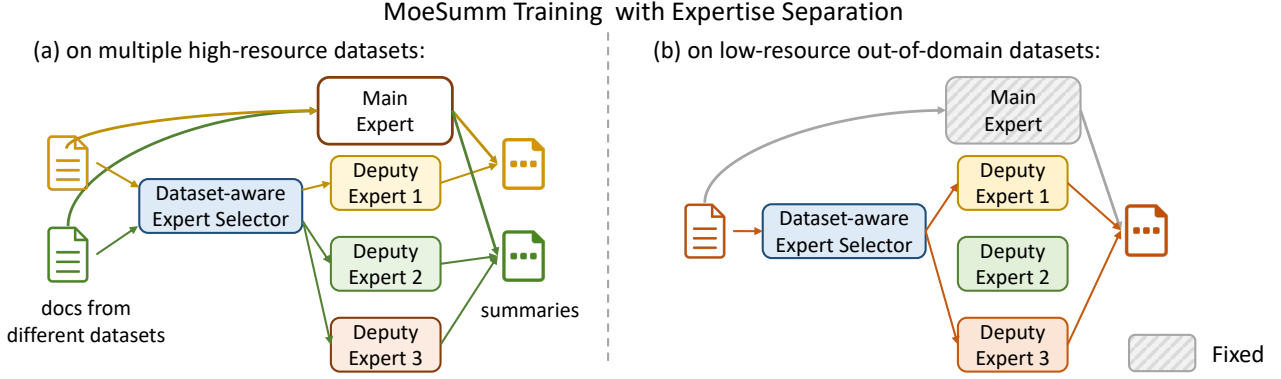 MoeSumm Training with Expertise Separation
(a) on multiple high-resource datasets:
Main
Expert
Deputy
Expert 1
Dataset-aware
Expert Selector
Deputy
Expert 2
Deputy
Expert 3
docs from
different datasets
summaries
(b) on low-resource out-of-domain datasets:
Main
Expert
Deputy
Expert 1
Dataset-aware
Expert Selector
Deputy
Expert 2
Deputy
Expert 3
Fixed